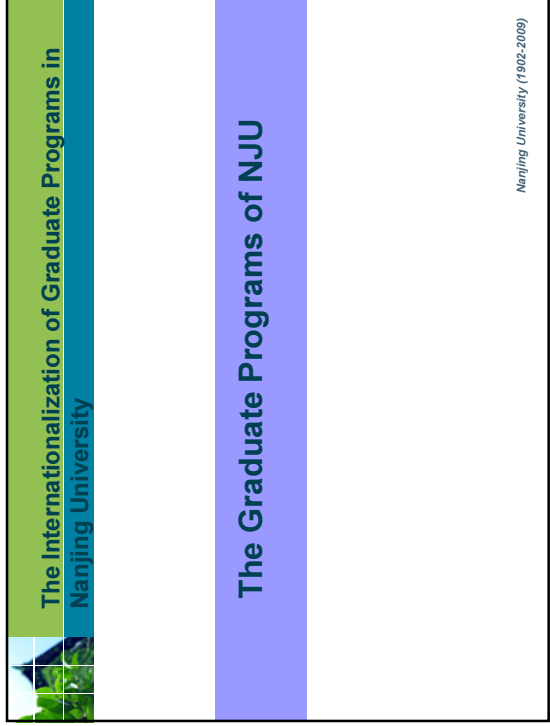 The Internationalization of Graduate Programs in
Nanjing University
The Graduate Programs of NJU
Nanjing University (1902-2009)